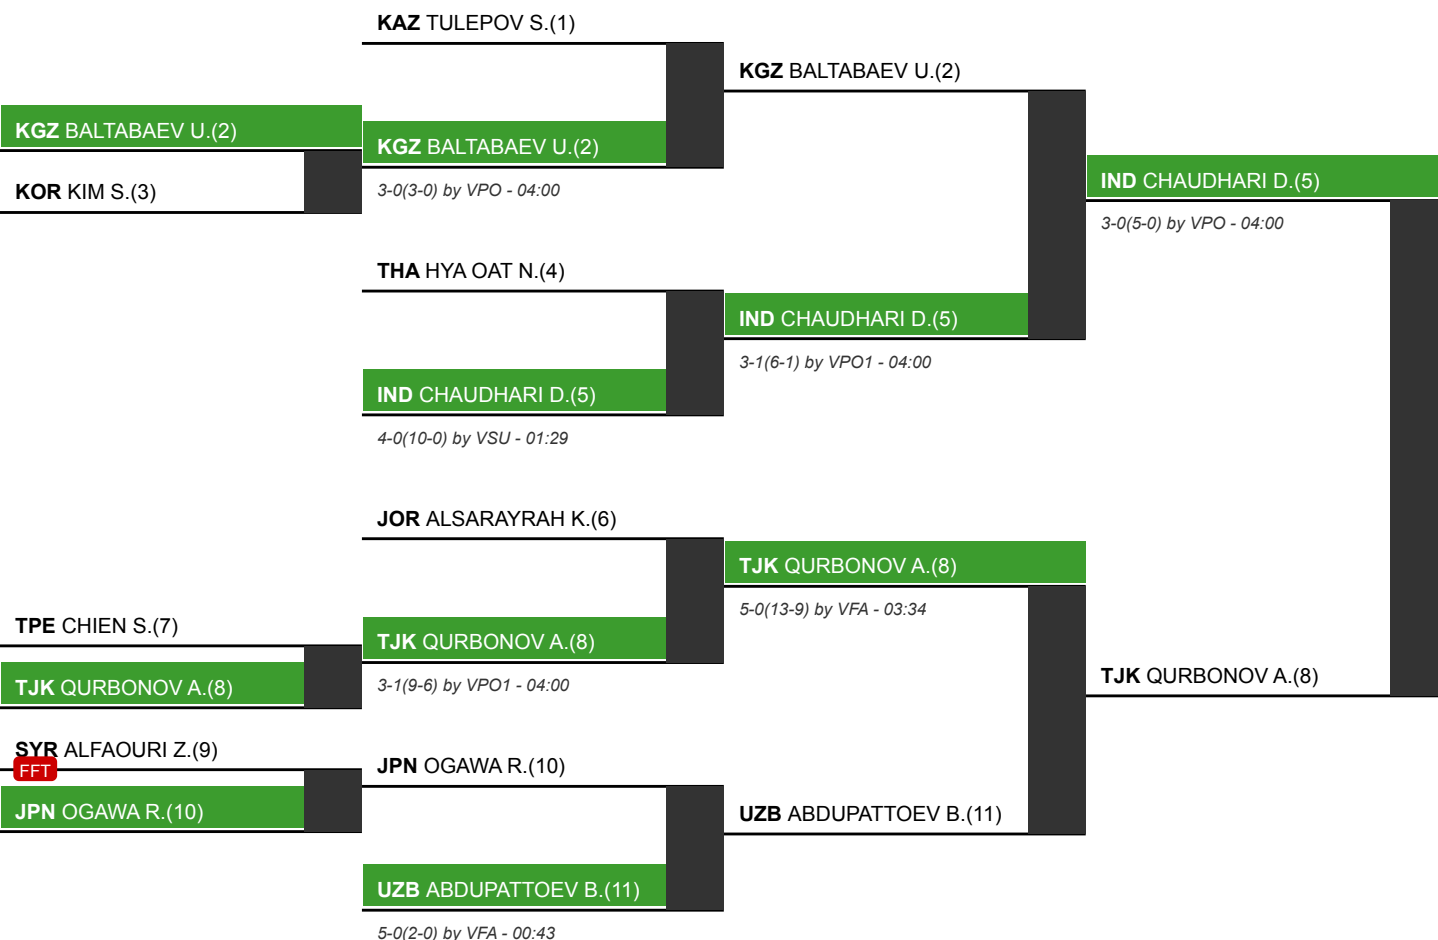 KAZ TULEPOV S.(1)
KGZ BALTABAEV U.(2)
KGZ BALTABAEV U.(2)
KGZ BALTABAEV U.(2)
IND CHAUDHARI D.(5)
KOR KIM S.(3)
3-0(3-0) by VPO - 04:00
3-0(5-0) by VPO - 04:00
THA HYA OAT N.(4)
IND CHAUDHARI D.(5)
3-1(6-1) by VPO1 - 04:00
IND CHAUDHARI D.(5)
4-0(10-0) by VSU - 01:29
JOR ALSARAYRAH K.(6)
TJK QURBONOV A.(8)
5-0(13-9) by VFA - 03:34
TPE CHIEN S.(7)
TJK QURBONOV A.(8)
TJK QURBONOV A.(8)
3-1(9-6) by VPO1 - 04:00
TJK QURBONOV A.(8)
SYR ALFAOURI Z.(9)
FFT
JPN OGAWA R.(10)
JPN OGAWA R.(10)
UZB ABDUPATTOEV B.(11)
UZB ABDUPATTOEV B.(11)
5-0(2-0) by VFA - 00:43